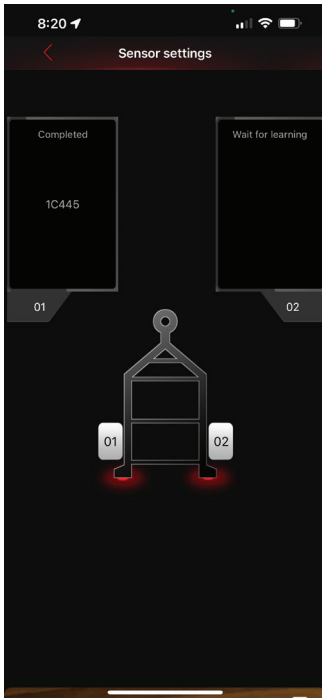 8:20
Sensor settings
Completed
Wait for learning
1C445
01
02
01
02